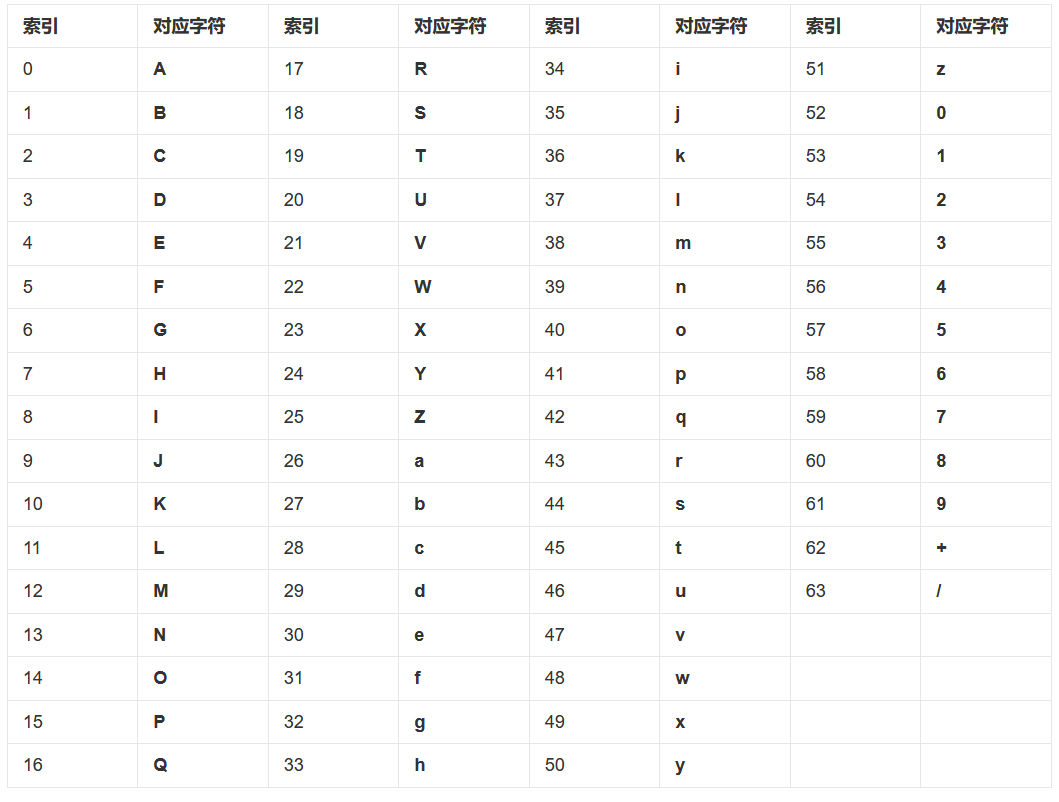 索引 对应字符 索引 对应字符 索引 对应字符 索引 对应字符
0 A 17 R 34 i 51 z
1 B 18 S 35 j 52 0
2 C 19 T 36 k 53 1
3 D 20 U 37 l 54 2
4 E 21 V 38 m 55 3
5 F 22 W 39 n 56 4
6 G 23 X 40 o 57 5
7 H 24 Y 41 p 58 6
8 I 25 Z 42 q 59 7
9 J 26 a 43 r 60 8
10 K 27 b 44 s 61 9
11 L 28 c 45 t 62 +
12 M 29 d 46 u 63 /
13 N 30 e 47 v
14 O 31 f 48 w
15 P 32 g 49 x
16 Q 33 h 50 y